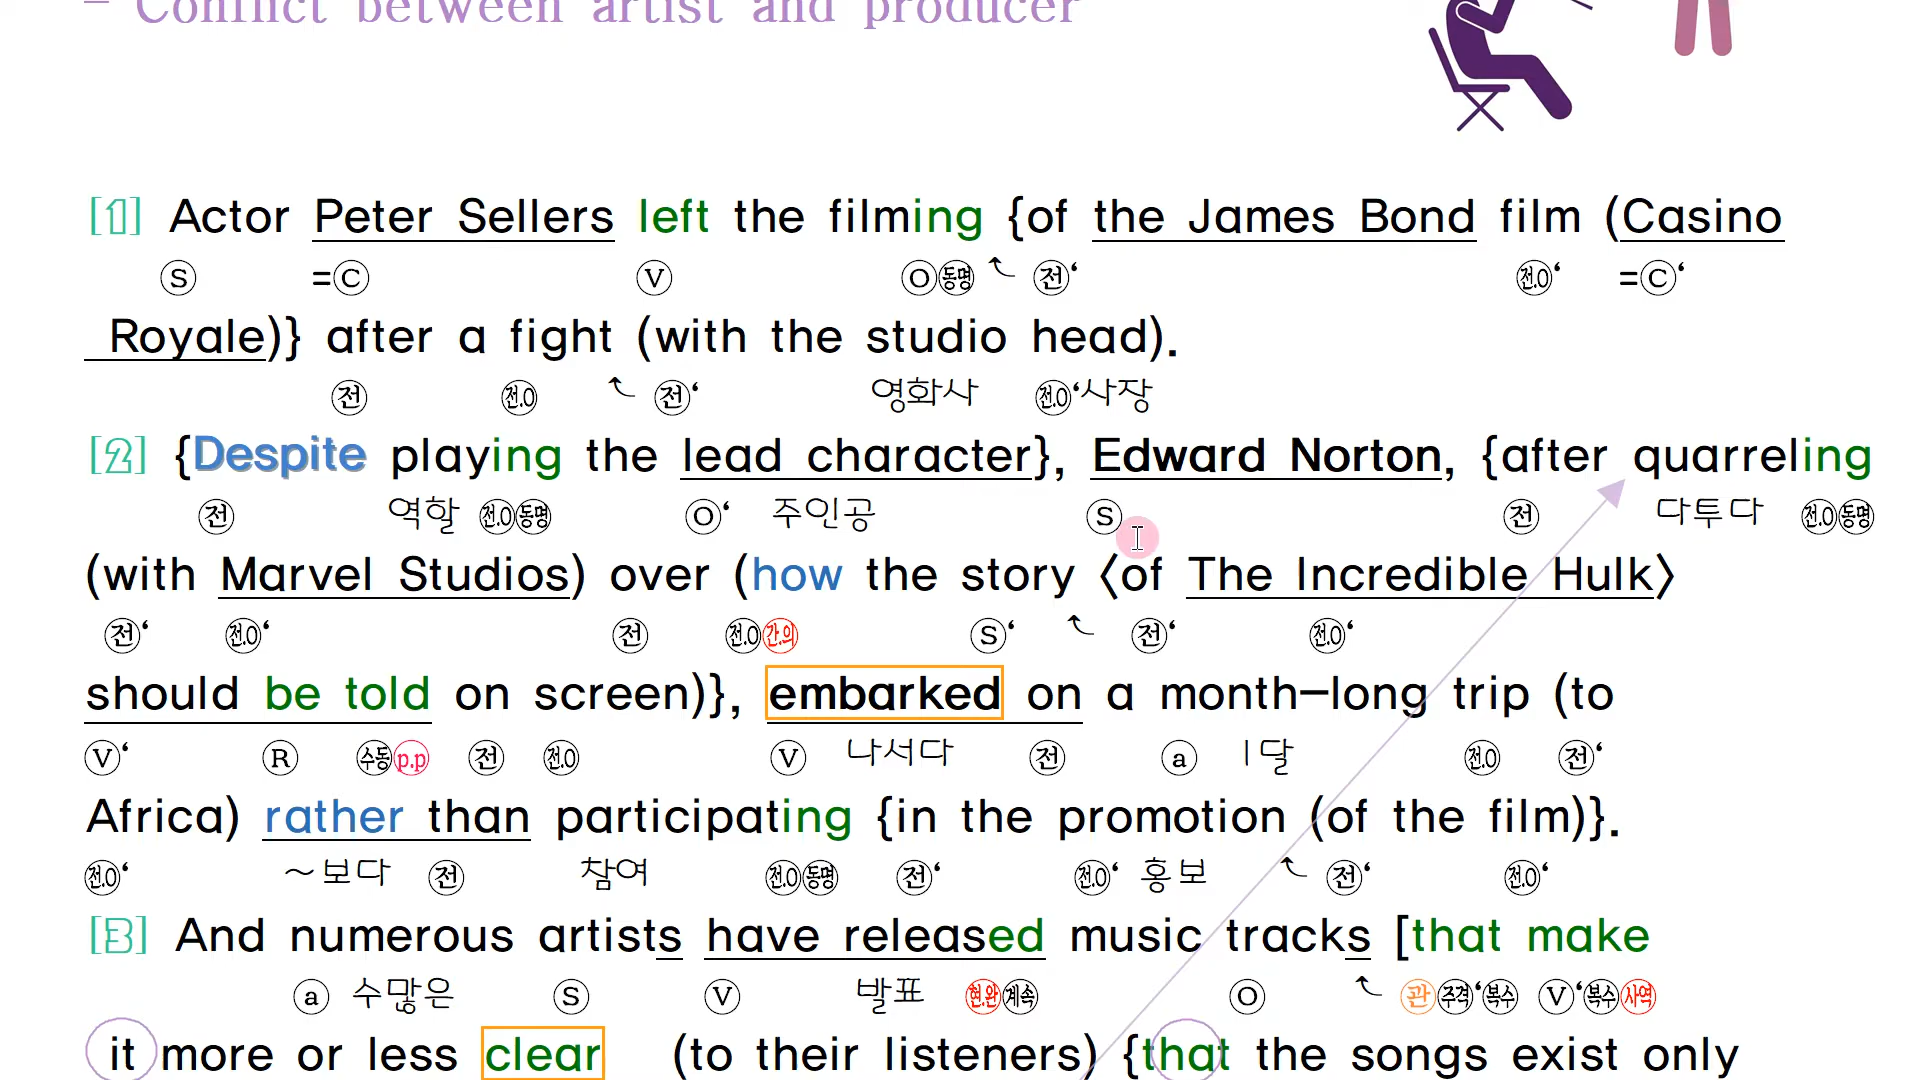 - Conflict between artist and producer
[1] Actor Peter Sellers left the filming {of the James Bond film (Casino
Ⓢ =Ⓒ Ⓥ Ⓞ동명 전‘ 전.O‘ =Ⓒ‘
Royale)} after a fight (with the studio head).
전 전.O 전‘ 영화사 전.O‘사장
[2] {Despite playing the lead character}, Edward Norton, {after quarreling
전 역할 전.O동명 Ⓞ‘ 주인공 Ⓢ 전 다투다 전.O동명
(with Marvel Studios) over (how the story 〈of The Incredible Hulk〉
전‘ 전.O‘ 전 전.O간.의 Ⓢ‘ 전‘ 전.O‘
should be told on screen)}, embarked on a month-long trip (to
Ⓥ‘ Ⓡ 수동p.p 전 전.O Ⓥ 나서다 전 ⓐ 1달 전.O 전‘
Africa) rather than participating {in the promotion (of the film)}.
전.O‘ ~보다 전 참여 전.O동명 전‘ 전.O‘ 홍보 전‘ 전.O‘
[3] And numerous artists have released music tracks [that make
ⓐ 수많은 Ⓢ Ⓥ 발표 현.완계속 Ⓞ 관주격‘복수 Ⓥ‘복수사역
it more or less clear (to their listeners) {that the songs exist only